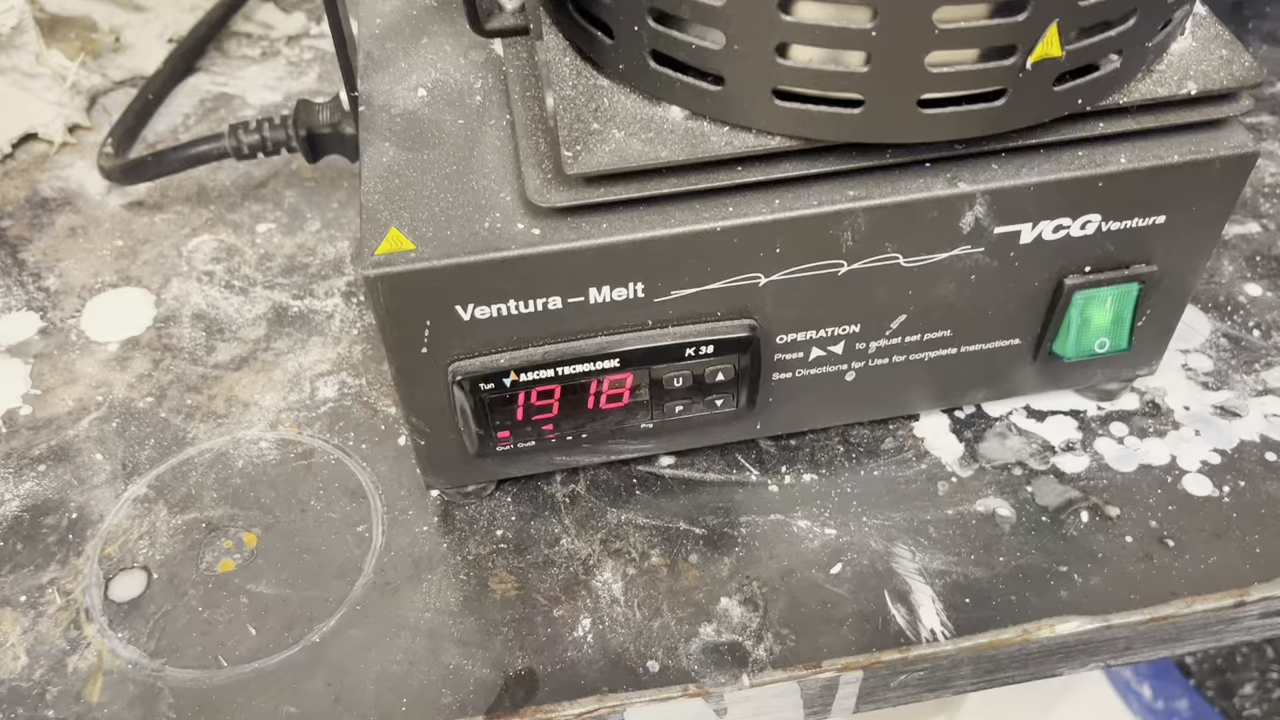 VCG Ventura
Ventura – Melt
OPERATION
Press ▲▼ to adjust set point.
See Directions for Use for complete instructions.
Tun ASCON TECNOLOGIC K 38
1918
U
P
Out1 Out2
Prg